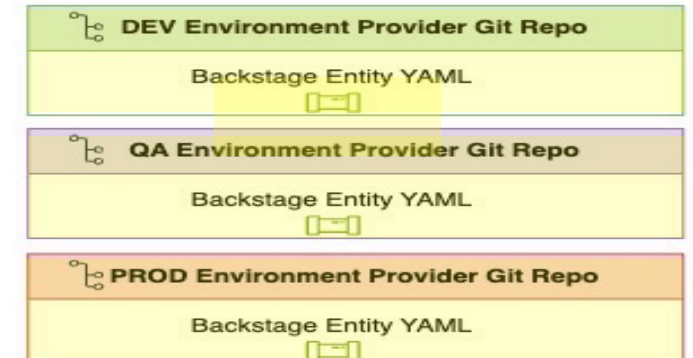 DEV Environment Provider Git Repo
Backstage Entity YAML
QA Environment Provider Git Repo
Backstage Entity YAML
PROD Environment Provider Git Repo
Backstage Entity YAML